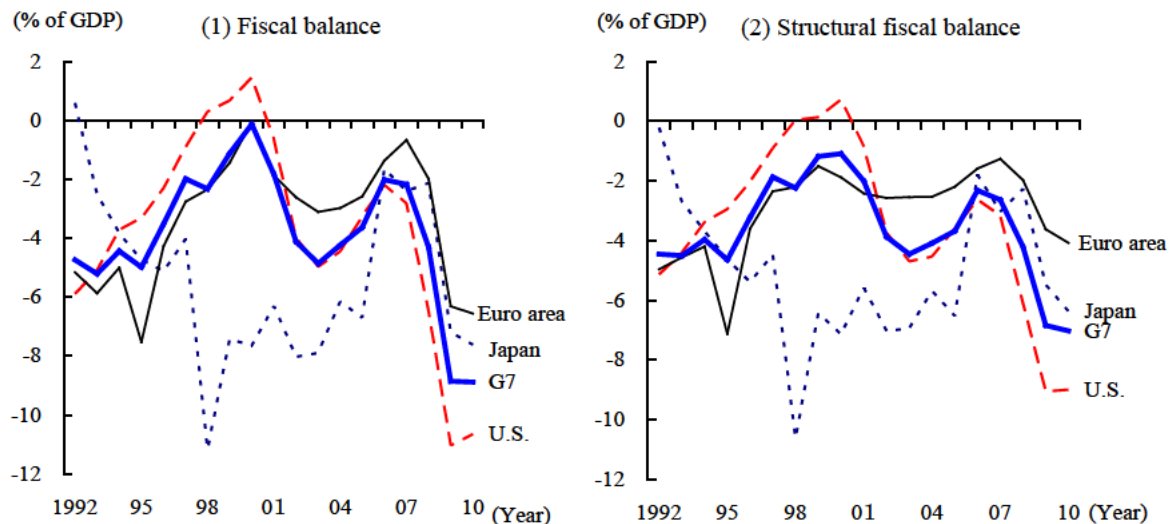 (% of GDP)
(1) Fiscal balance
2
0
-2
-4
-6
-8
-10
-12
Euro area
Japan
G7
U.S.
1992 95 98 01 04 07 10 (Year)
(% of GDP)
(2) Structural fiscal balance
2
0
-2
-4
-6
-8
-10
-12
Euro area
Japan
G7
U.S.
1992 95 98 01 04 07 10 (Year)